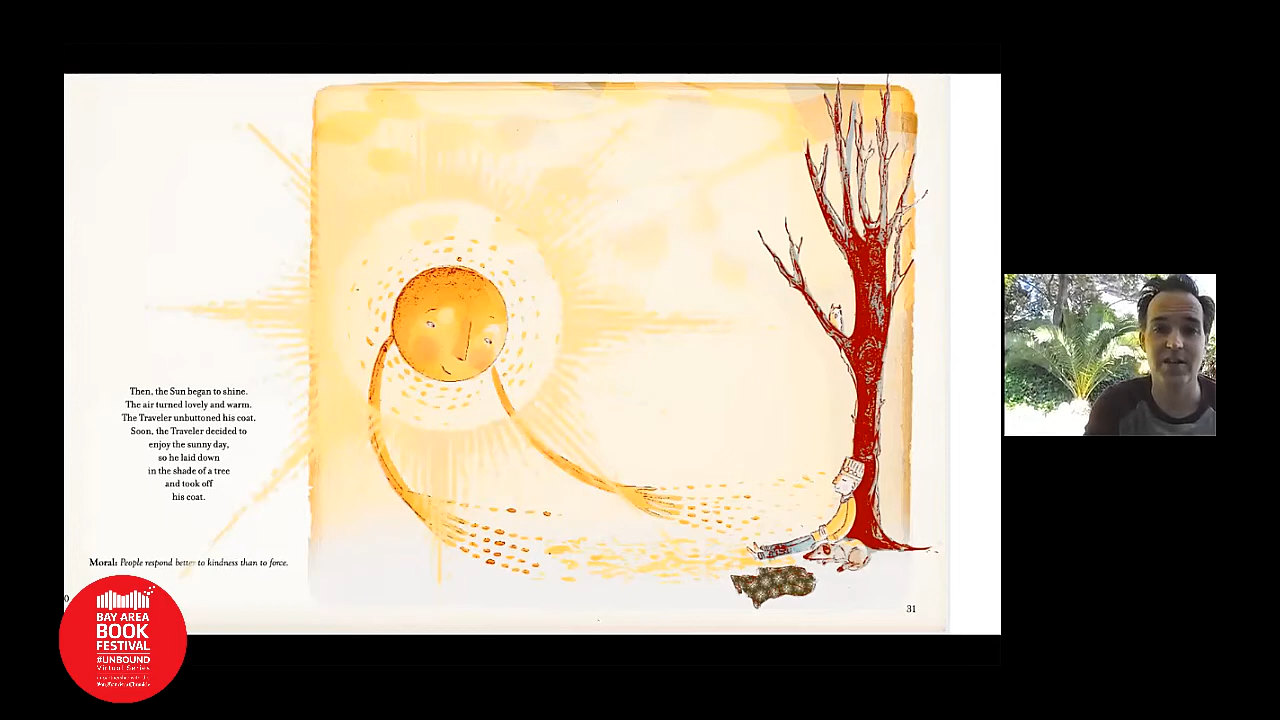 Then, the Sun began to shine.
The air turned lovely and warm.
The Traveler unbuttoned his coat.
Soon, the Traveler decided to
enjoy the sunny day,
so he laid down
in the shade of a tree
and took off
his coat.
Moral: People respond better to kindness than to force.
0
31
BAY AREA
BOOK
FESTIVAL
#UNBOUND
Virtual Series